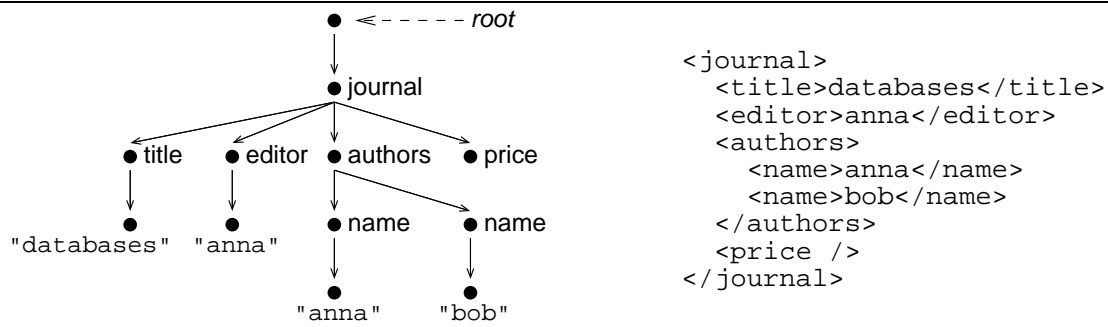 root
journal
title editor authors price
name name
"databases" "anna"
"anna" "bob"
<journal>
<title>databases</title>
<editor>anna</editor>
<authors>
<name>anna</name>
<name>bob</name>
</authors>
<price />
</journal>